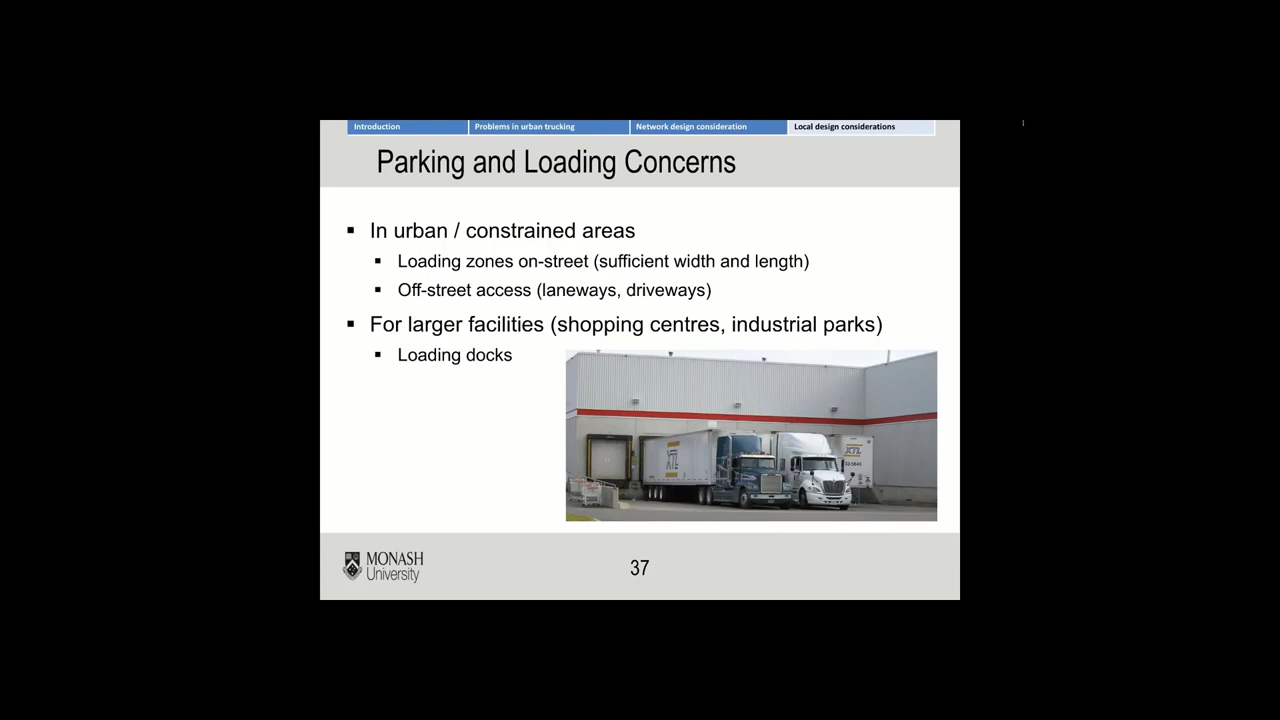 Introduction
Problems in urban trucking
Network design consideration
Local design considerations
Parking and Loading Concerns
▪ In urban / constrained areas
▪ Loading zones on-street (sufficient width and length)
▪ Off-street access (laneways, driveways)
▪ For larger facilities (shopping centres, industrial parks)
▪ Loading docks
XTL
XTL
MONASH
University
37